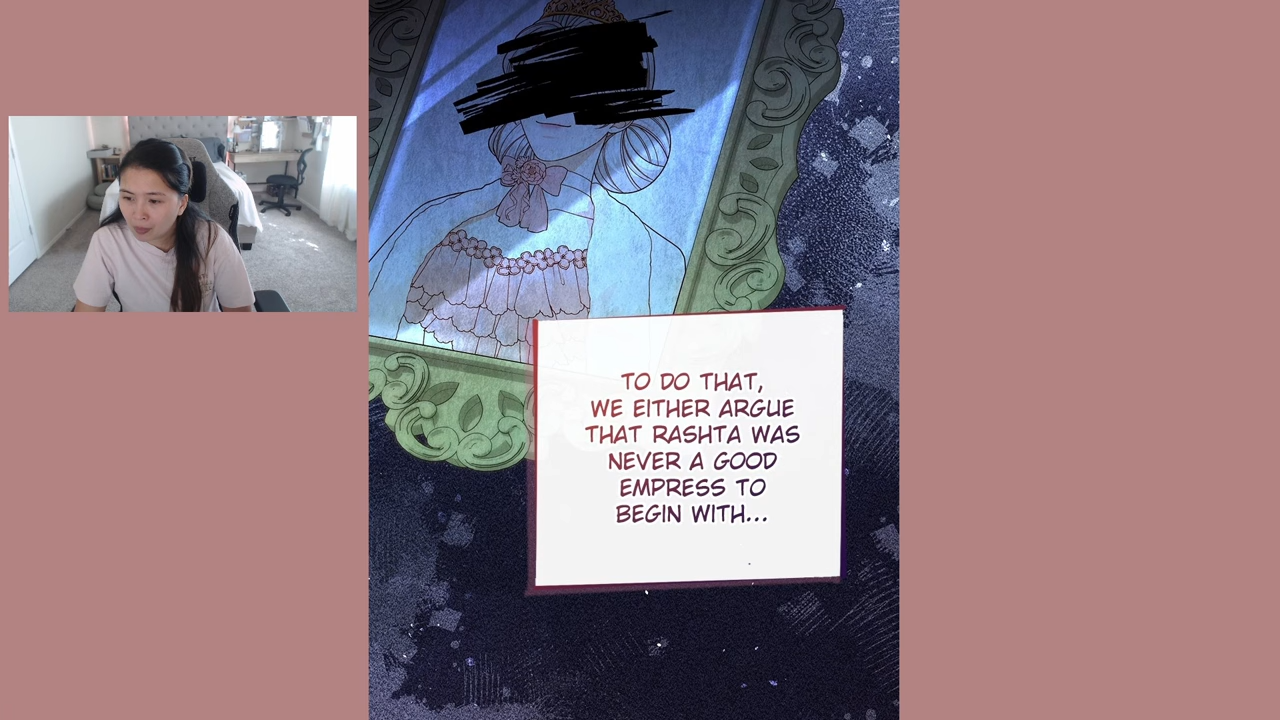 TO DO THAT,
WE EITHER ARGUE
THAT RASHTA WAS
NEVER A GOOD
EMPRESS TO
BEGIN WITH...